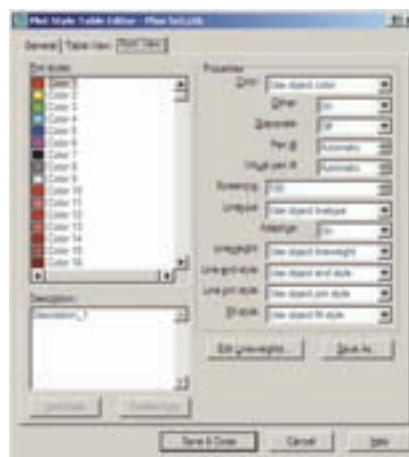 Plot Style Table Editor -
General Table View Form View
Plot styles:
Color 1
Color 2
Color 3
Color 4
Color 5
Color 6
Color 7
Color 8
Color 9
Color 10
Color 11
Color 12
Color 13
Color 14
Color 15
Color 16
Description:
Description_1
Properties
Color: Use object color
Dither: On
Grayscale: Off
Pen #: Automatic
Virtual pen #: Automatic
Screening: 100
Linetype: Use object linetype
Adaptive: On
Lineweight: Use object lineweight
Line end style: Use object end style
Line join style: Use object join style
Fill style: Use object fill style
Edit Lineweights... Save As...
Add Style Delete Style
Save & Close Cancel Help